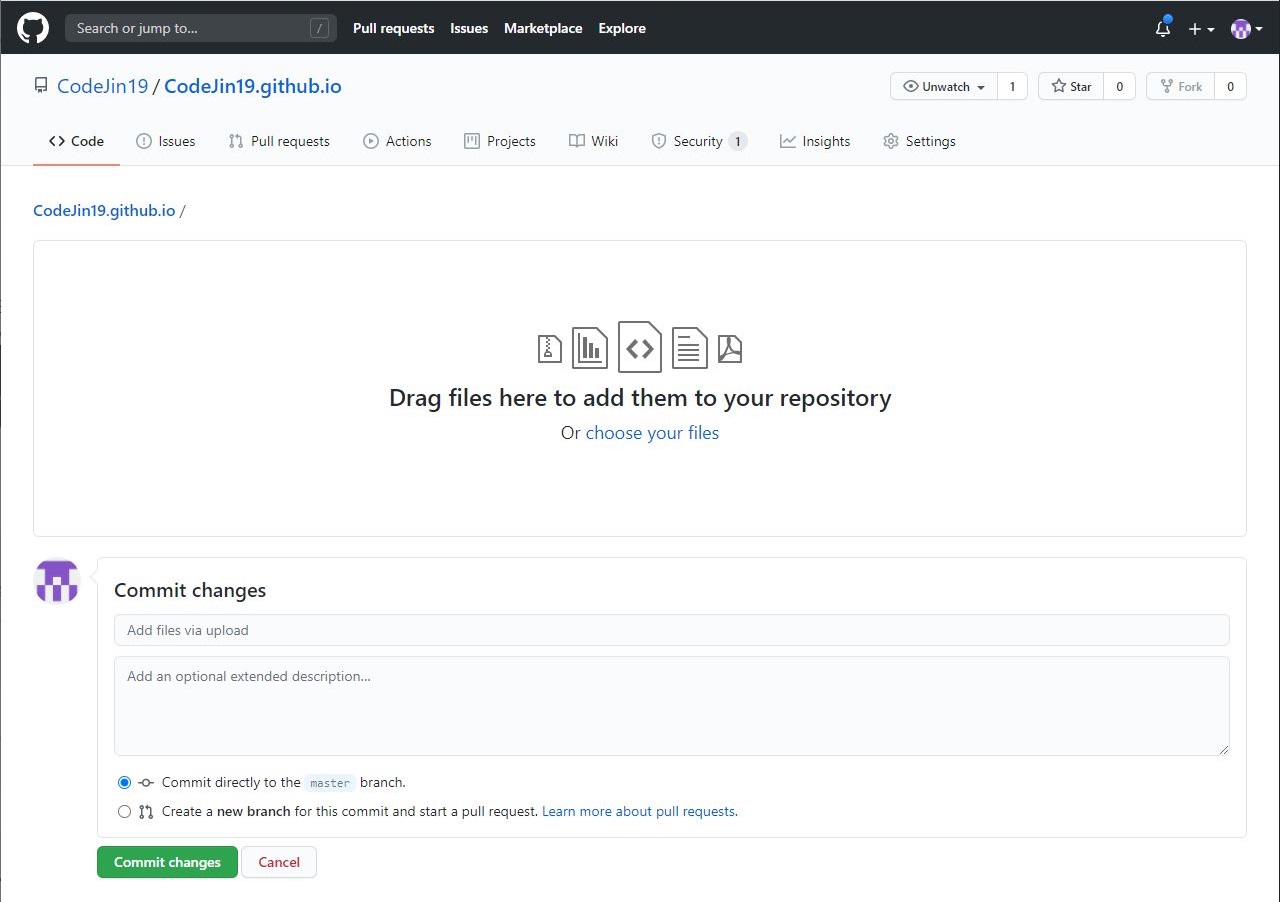 Search or jump to... / Pull requests Issues Marketplace Explore
CodeJin19 / CodeJin19.github.io Unwatch 1 Star 0 Fork 0
Code Issues Pull requests Actions Projects Wiki Security 1 Insights Settings
CodeJin19.github.io /
Drag files here to add them to your repository
Or choose your files
Commit changes
Add files via upload
Add an optional extended description...
Commit directly to the master branch.
Create a new branch for this commit and start a pull request. Learn more about pull requests.
Commit changes Cancel